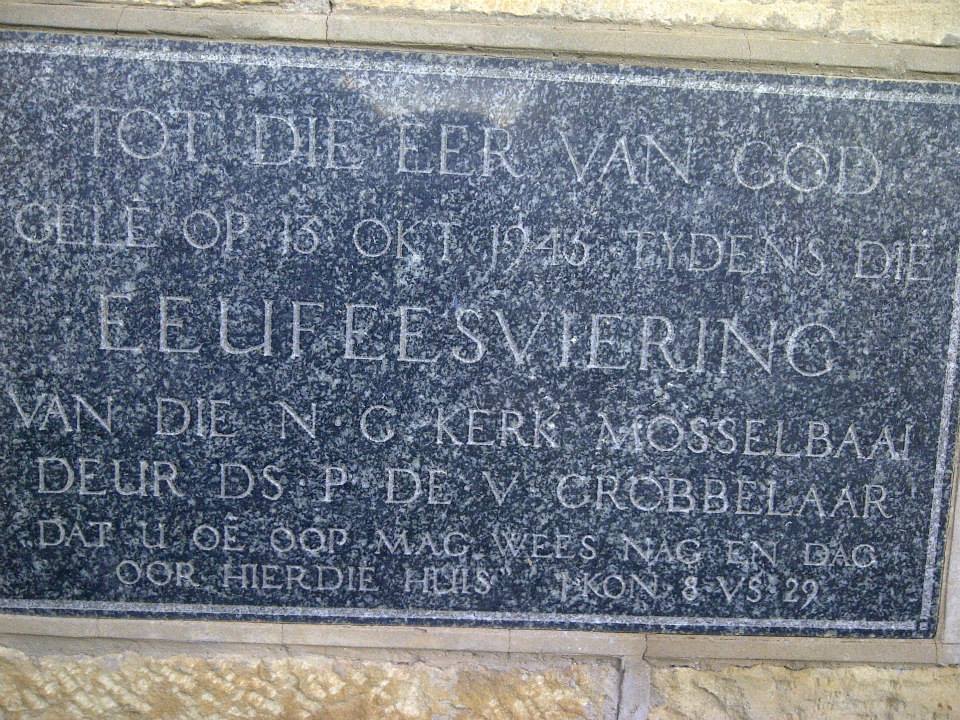 TOT DIE EER VAN GOD
GELÊ OP 13 OKT 1945 TYDENS DIE
EEUFEESVIERING
VAN DIE N·G·KERK MOSSELBAAI
DEUR DS·P·DE·V·GROBBELAAR
DAT U OË OOP MAG WEES NAG EN DAG
OOR HIERDIE HUIS" 1·KON·8·VS·29